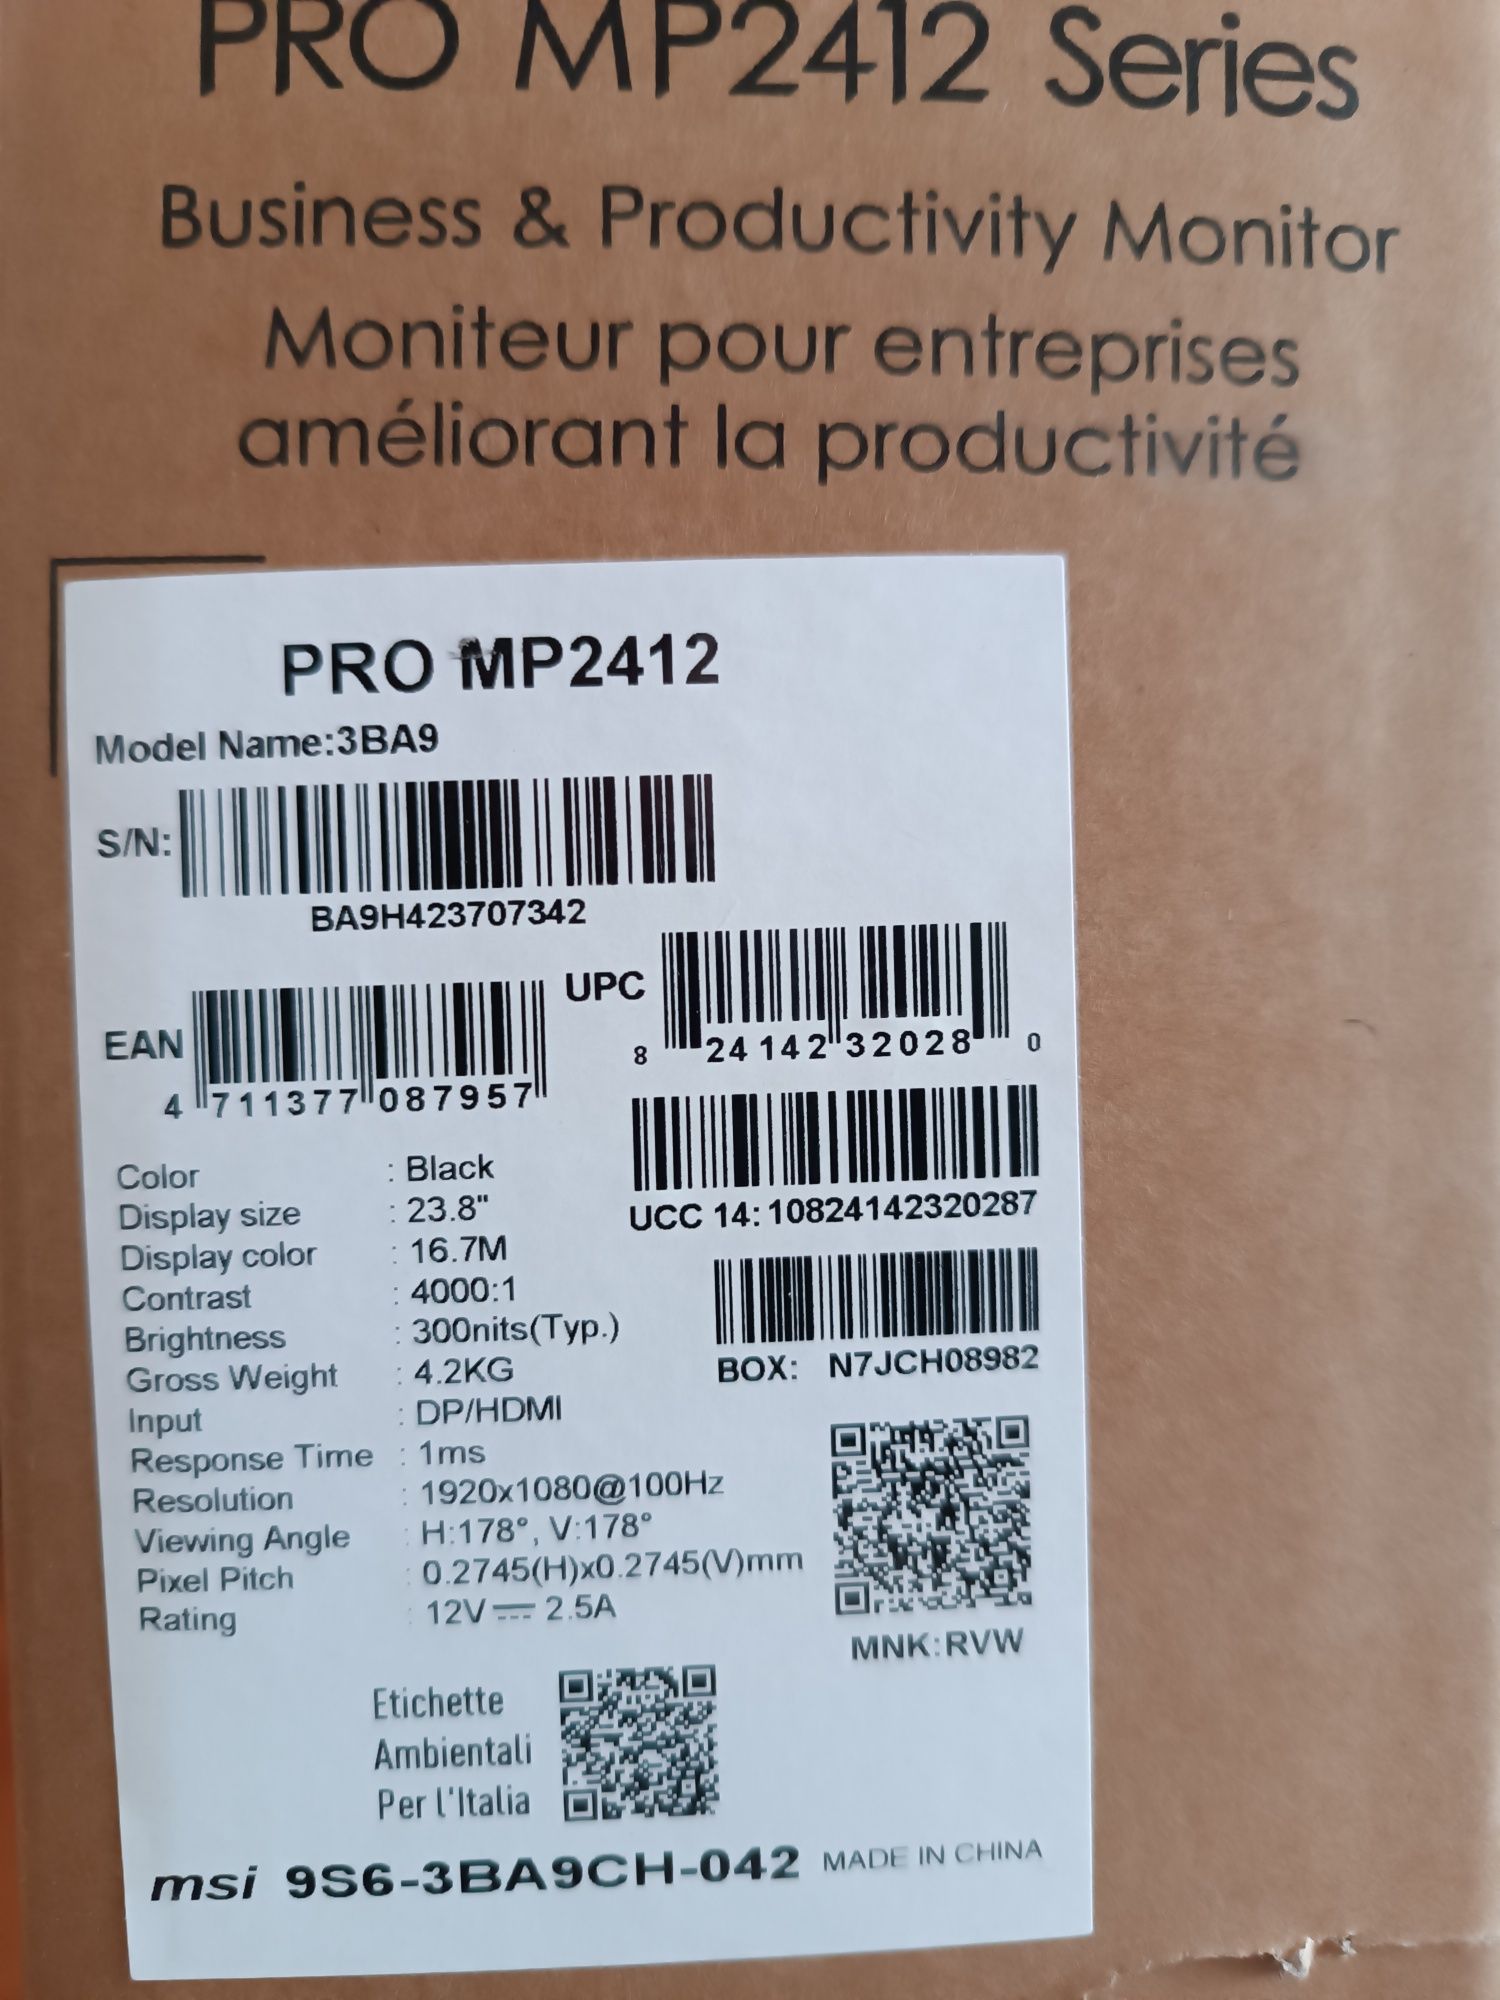 PRO MP2412 Series
Business & Productivity Monitor
Moniteur pour entreprises
améliorant la productivité
PRO MP2412
Model Name:3BA9
S/N:
BA9H423707342
UPC
8 24142 32028 0
EAN
4 711377 087957
UCC 14: 10824142320287
BOX: N7JCH08982
Color : Black
Display size : 23.8"
Display color : 16.7M
Contrast : 4000:1
Brightness : 300nits(Typ.)
Gross Weight : 4.2KG
Input : DP/HDMI
Response Time : 1ms
Resolution : 1920x1080@100Hz
Viewing Angle : H:178°, V:178°
Pixel Pitch : 0.2745(H)x0.2745(V)mm
Rating : 12V⎓2.5A
MNK:RVW
Etichette
Ambientali
Per l'Italia
msi 9S6-3BA9CH-042 MADE IN CHINA